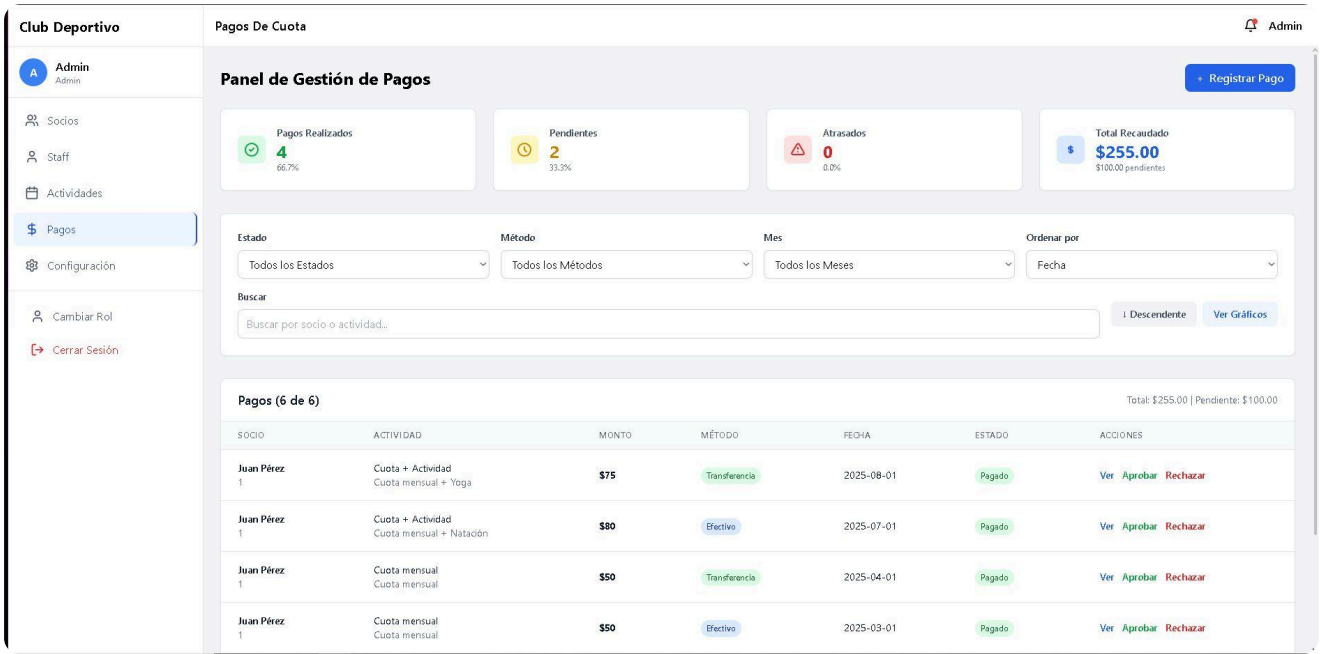 Club Deportivo
Pagos De Cuota
Admin
A
Admin
Admin
Socios
Staff
Actividades
Pagos
Configuración
Cambiar Rol
Cerrar Sesión
Panel de Gestión de Pagos
+ Registrar Pago
Pagos Realizados
4
66.7%
Pendientes
2
33.3%
Atrasados
0
0.0%
$
Total Recaudado
$255.00
$100.00 pendientes
Estado
Método
Mes
Ordenar por
Todos los Estados
Todos los Métodos
Todos los Meses
Fecha
Buscar
Buscar por socio o actividad...
↓ Descendente
Ver Gráficos
Pagos (6 de 6)
Total: $255.00 | Pendiente: $100.00
SOCIO ACTIVIDAD MONTO MÉTODO FECHA ESTADO ACCIONES
Juan Pérez Cuota + Actividad $75 Transferencia 2025-08-01 Pagado Ver Aprobar Rechazar
1 Cuota mensual + Yoga
Juan Pérez Cuota + Actividad $80 Efectivo 2025-07-01 Pagado Ver Aprobar Rechazar
1 Cuota mensual + Natación
Juan Pérez Cuota mensual $50 Transferencia 2025-04-01 Pagado Ver Aprobar Rechazar
1 Cuota mensual
Juan Pérez Cuota mensual $50 Efectivo 2025-03-01 Pagado Ver Aprobar Rechazar
1 Cuota mensual